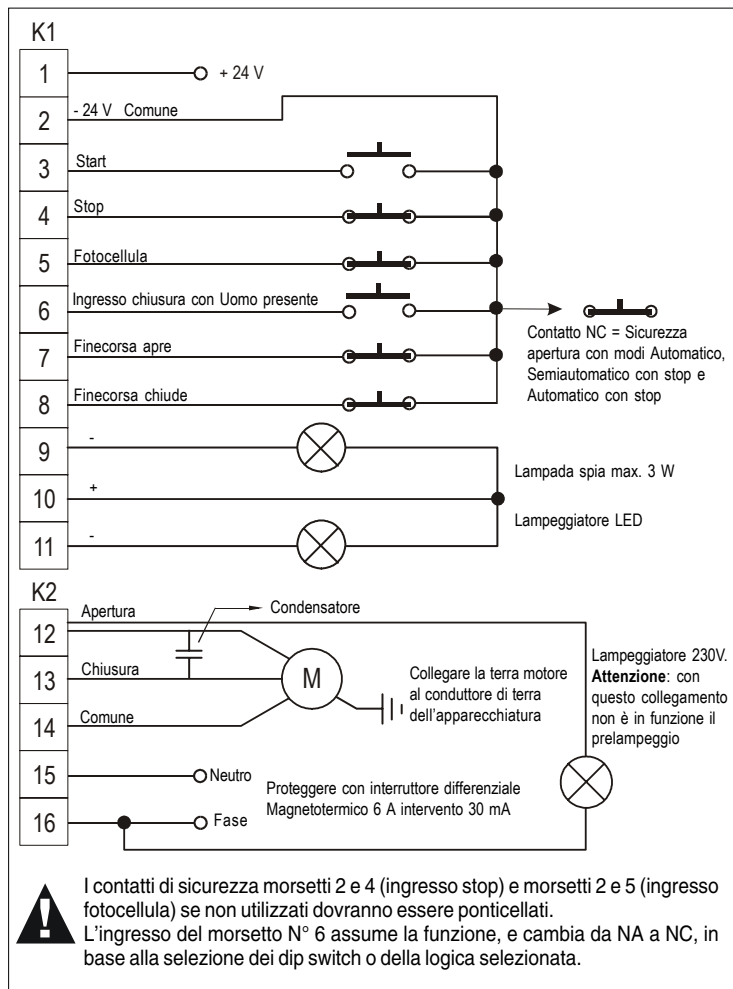 K1
1
+ 24 V
2
- 24 V Comune
3
Start
4
Stop
5
Fotocellula
6
Ingresso chiusura con Uomo presente
7
Finecorsa apre
8
Finecorsa chiude
Contatto NC = Sicurezza
apertura con modi Automatico,
Semiautomatico con stop e
Automatico con stop
9
-
10
+
11
-
Lampada spia max. 3 W
Lampeggiatore LED
K2
12
Apertura
Condensatore
13
Chiusura
M
14
Comune
Collegare la terra motore
al conduttore di terra
dell'apparecchiatura
Lampeggiatore 230V.
Attenzione: con
questo collegamento
non è in funzione il
prelampeggio
15
Neutro
16
Fase
Proteggere con interruttore differenziale
Magnetotermico 6 A intervento 30 mA
!
I contatti di sicurezza morsetti 2 e 4 (ingresso stop) e morsetti 2 e 5 (ingresso
fotocellula) se non utilizzati dovranno essere ponticellati.
L'ingresso del morsetto N° 6 assume la funzione, e cambia da NA a NC, in
base alla selezione dei dip switch o della logica selezionata.